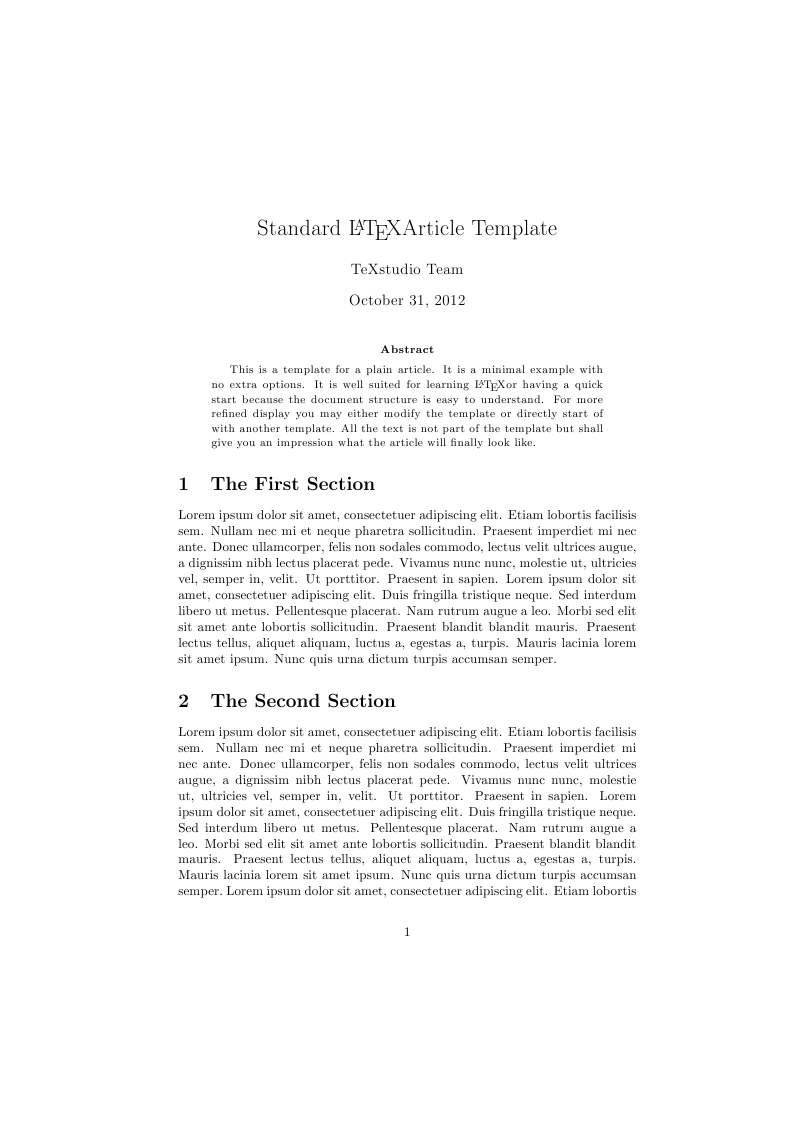 Standard LATEXArticle Template
TeXstudio Team
October 31, 2012
Abstract
This is a template for a plain article. It is a minimal example with
no extra options. It is well suited for learning LATEXor having a quick
start because the document structure is easy to understand. For more
refined display you may either modify the template or directly start of
with another template. All the text is not part of the template but shall
give you an impression what the article will finally look like.
1 The First Section
Lorem ipsum dolor sit amet, consectetuer adipiscing elit. Etiam lobortis facilisis
sem. Nullam nec mi et neque pharetra sollicitudin. Praesent imperdiet mi nec
ante. Donec ullamcorper, felis non sodales commodo, lectus velit ultrices augue,
a dignissim nibh lectus placerat pede. Vivamus nunc nunc, molestie ut, ultricies
vel, semper in, velit. Ut porttitor. Praesent in sapien. Lorem ipsum dolor sit
amet, consectetuer adipiscing elit. Duis fringilla tristique neque. Sed interdum
libero ut metus. Pellentesque placerat. Nam rutrum augue a leo. Morbi sed elit
sit amet ante lobortis sollicitudin. Praesent blandit blandit mauris. Praesent
lectus tellus, aliquet aliquam, luctus a, egestas a, turpis. Mauris lacinia lorem
sit amet ipsum. Nunc quis urna dictum turpis accumsan semper.
2 The Second Section
Lorem ipsum dolor sit amet, consectetuer adipiscing elit. Etiam lobortis facilisis
sem. Nullam nec mi et neque pharetra sollicitudin. Praesent imperdiet mi
nec ante. Donec ullamcorper, felis non sodales commodo, lectus velit ultrices
augue, a dignissim nibh lectus placerat pede. Vivamus nunc nunc, molestie
ut, ultricies vel, semper in, velit. Ut porttitor. Praesent in sapien. Lorem
ipsum dolor sit amet, consectetuer adipiscing elit. Duis fringilla tristique neque.
Sed interdum libero ut metus. Pellentesque placerat. Nam rutrum augue a
leo. Morbi sed elit sit amet ante lobortis sollicitudin. Praesent blandit blandit
mauris. Praesent lectus tellus, aliquet aliquam, luctus a, egestas a, turpis.
Mauris lacinia lorem sit amet ipsum. Nunc quis urna dictum turpis accumsan
semper. Lorem ipsum dolor sit amet, consectetuer adipiscing elit. Etiam lobortis
1